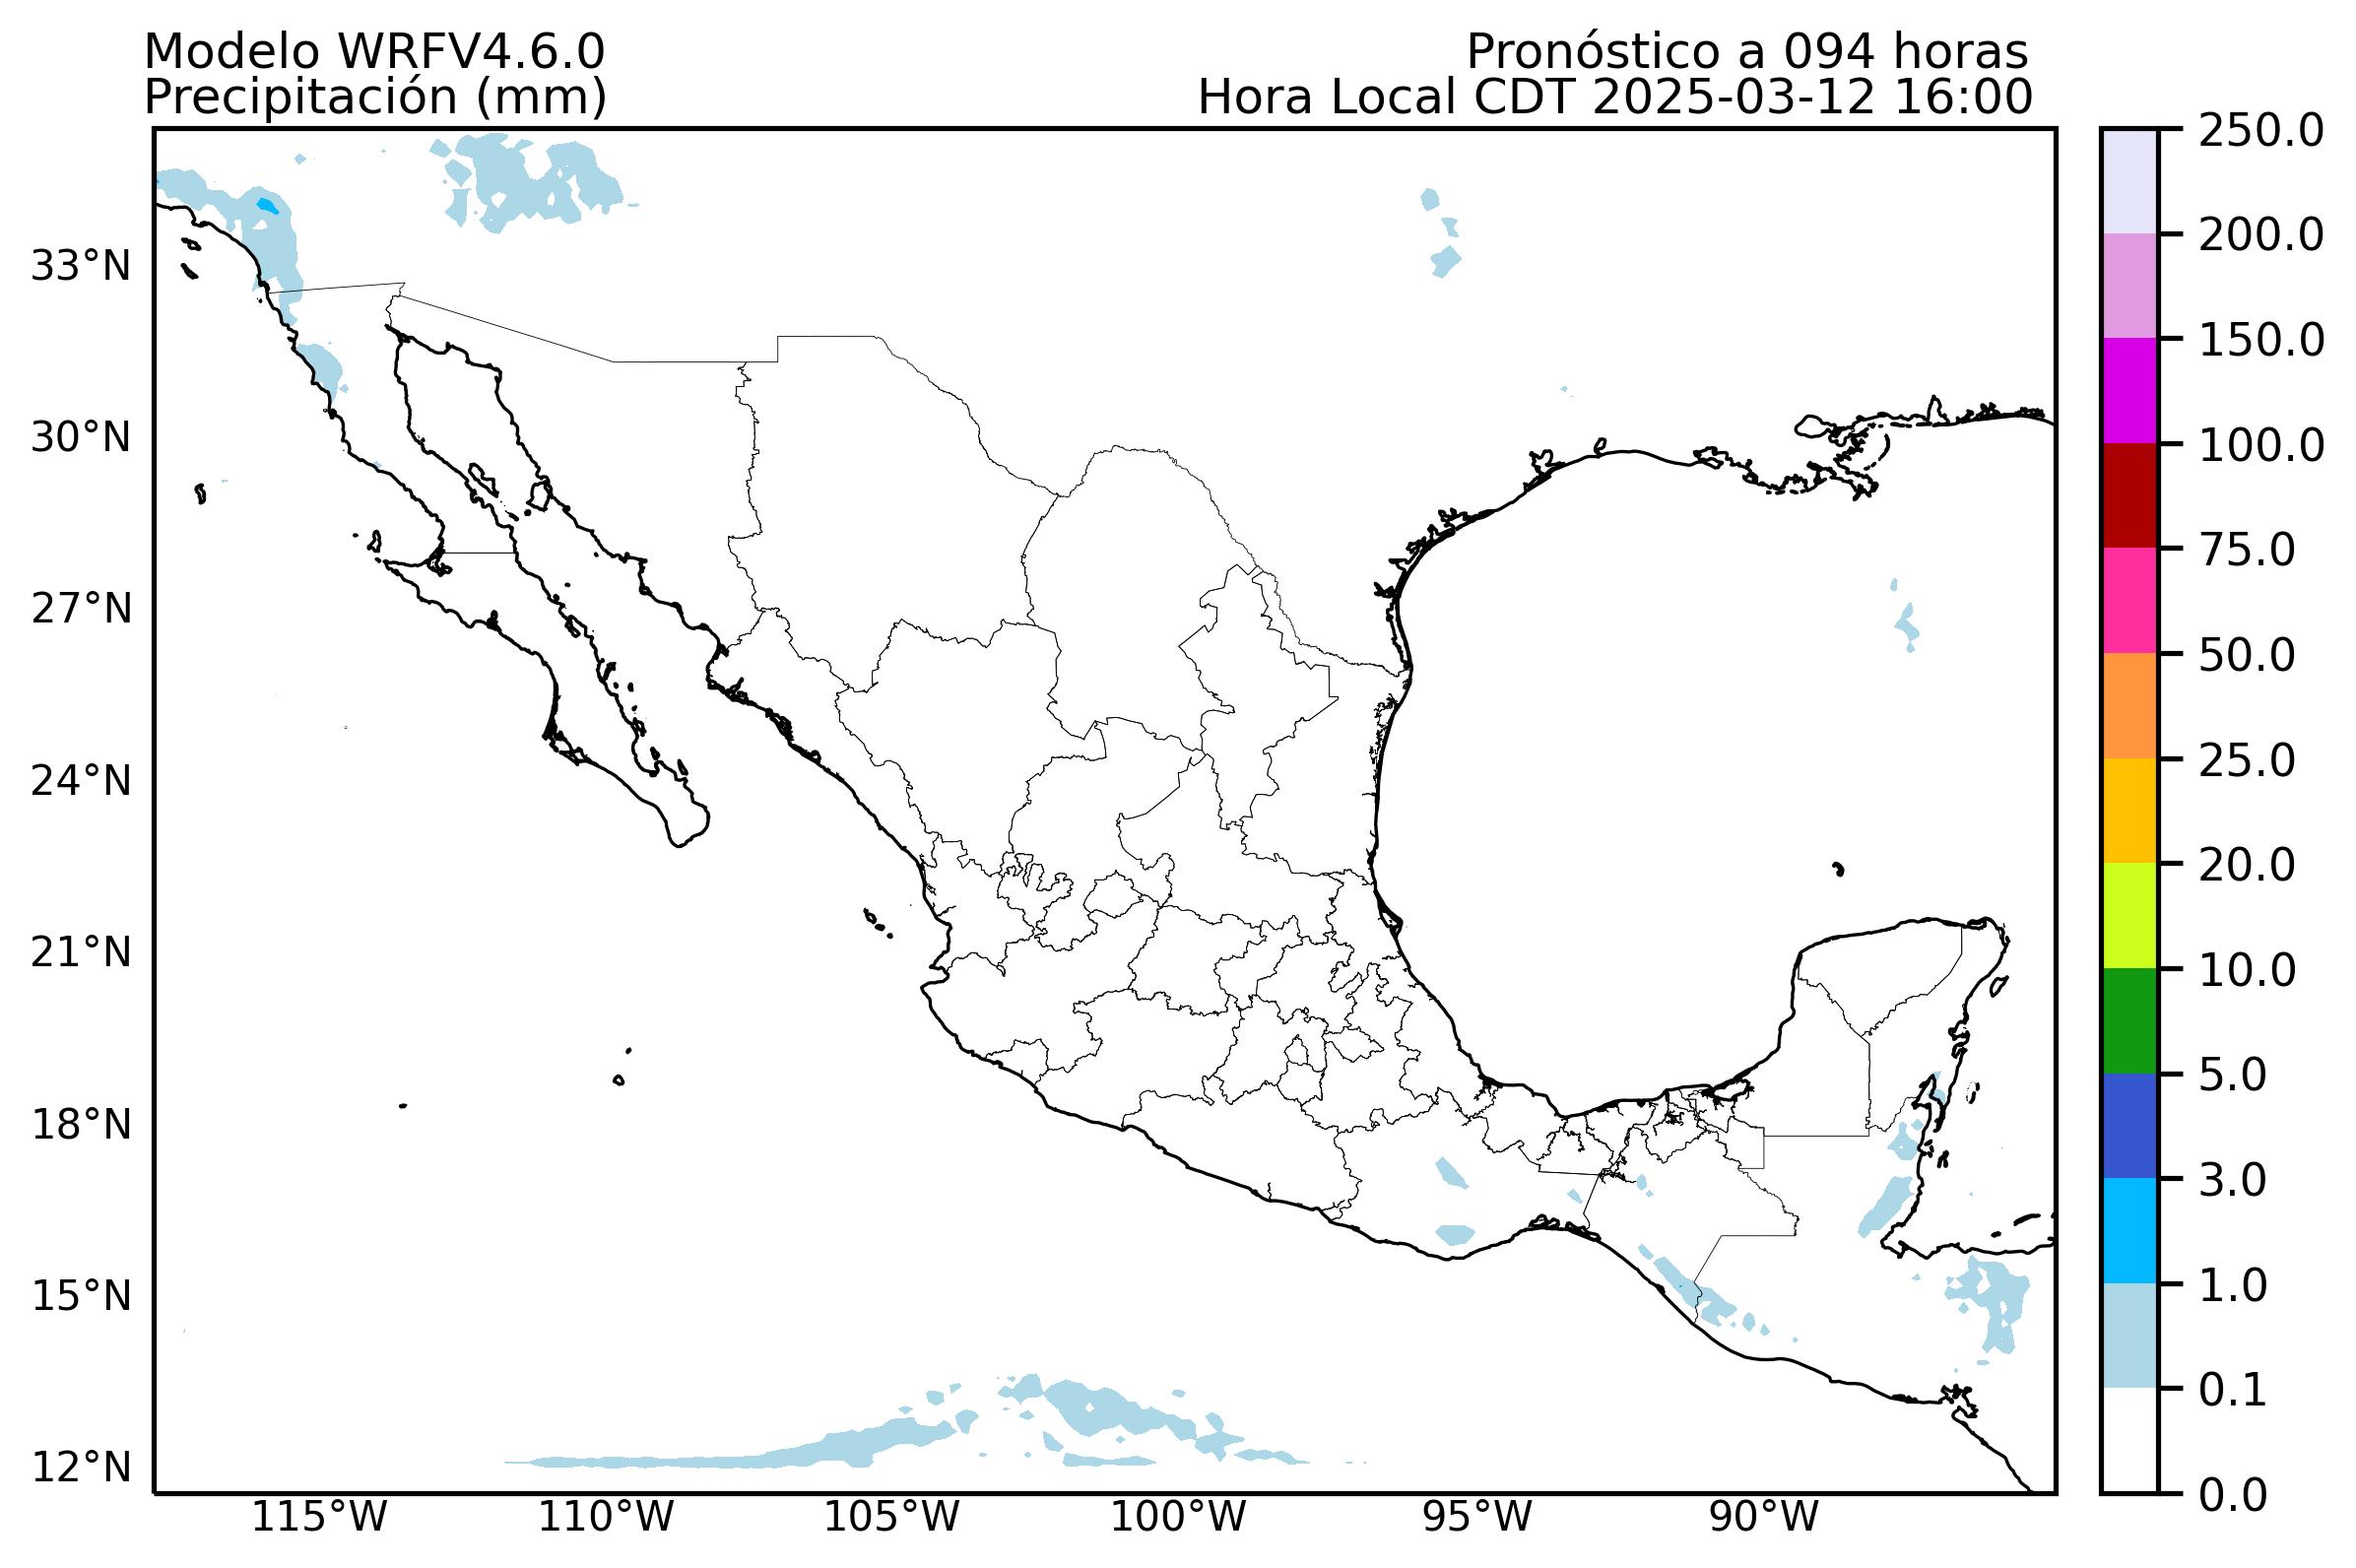 Modelo WRFV4.6.0
Precipitación (mm)
Pronóstico a 094 horas
Hora Local CDT 2025-03-12 16:00
33°N
30°N
27°N
24°N
21°N
18°N
15°N
12°N
115°W
110°W
105°W
100°W
95°W
90°W
250.0
200.0
150.0
100.0
75.0
50.0
25.0
20.0
10.0
5.0
3.0
1.0
0.1
0.0